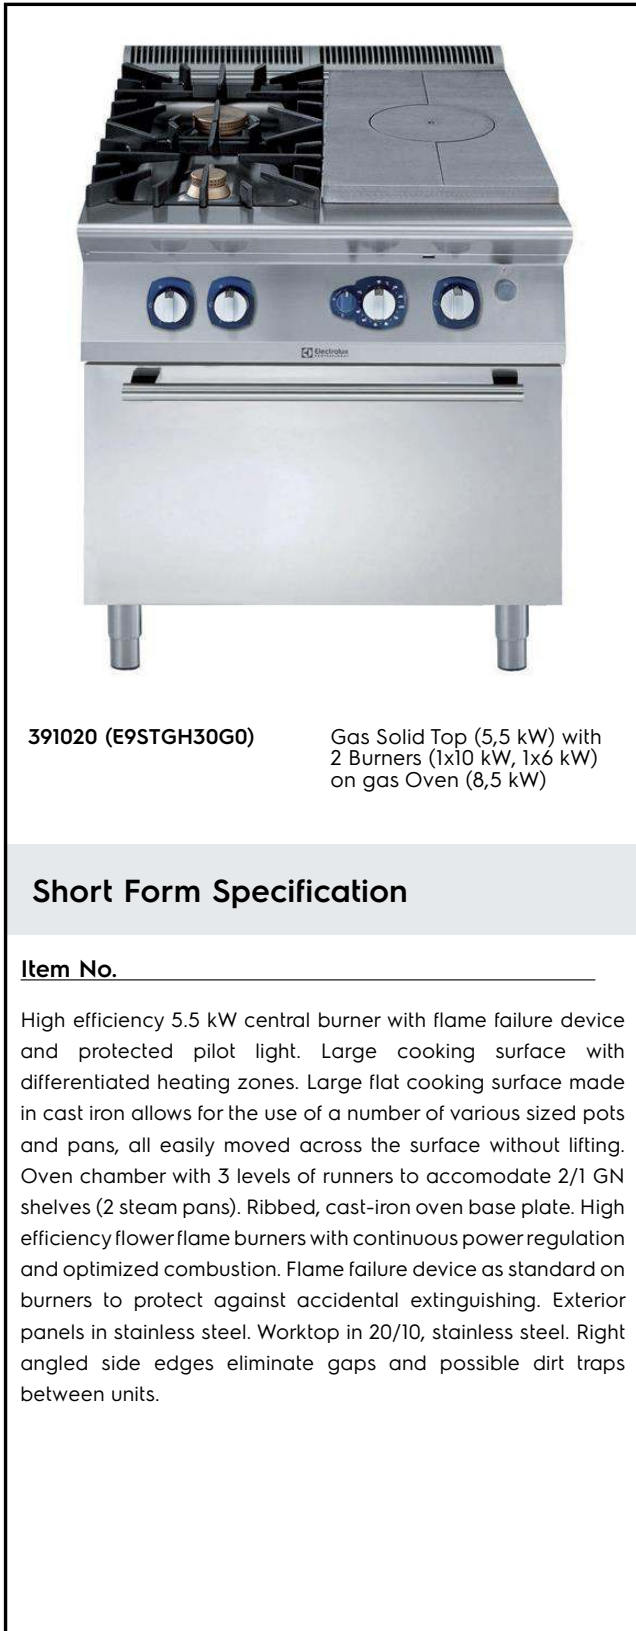 Electrolux
PROFESSIONAL
391020 (E9STGH30G0)
Gas Solid Top (5,5 kW) with
2 Burners (1x10 kW, 1x6 kW)
on gas Oven (8,5 kW)
Short Form Specification
Item No.
High efficiency 5.5 kW central burner with flame failure device
and protected pilot light. Large cooking surface with
differentiated heating zones. Large flat cooking surface made
in cast iron allows for the use of a number of various sized pots
and pans, all easily moved across the surface without lifting.
Oven chamber with 3 levels of runners to accomodate 2/1 GN
shelves (2 steam pans). Ribbed, cast-iron oven base plate. High
efficiency flower flame burners with continuous power regulation
and optimized combustion. Flame failure device as standard on
burners to protect against accidental extinguishing. Exterior
panels in stainless steel. Worktop in 20/10, stainless steel. Right
angled side edges eliminate gaps and possible dirt traps
between units.